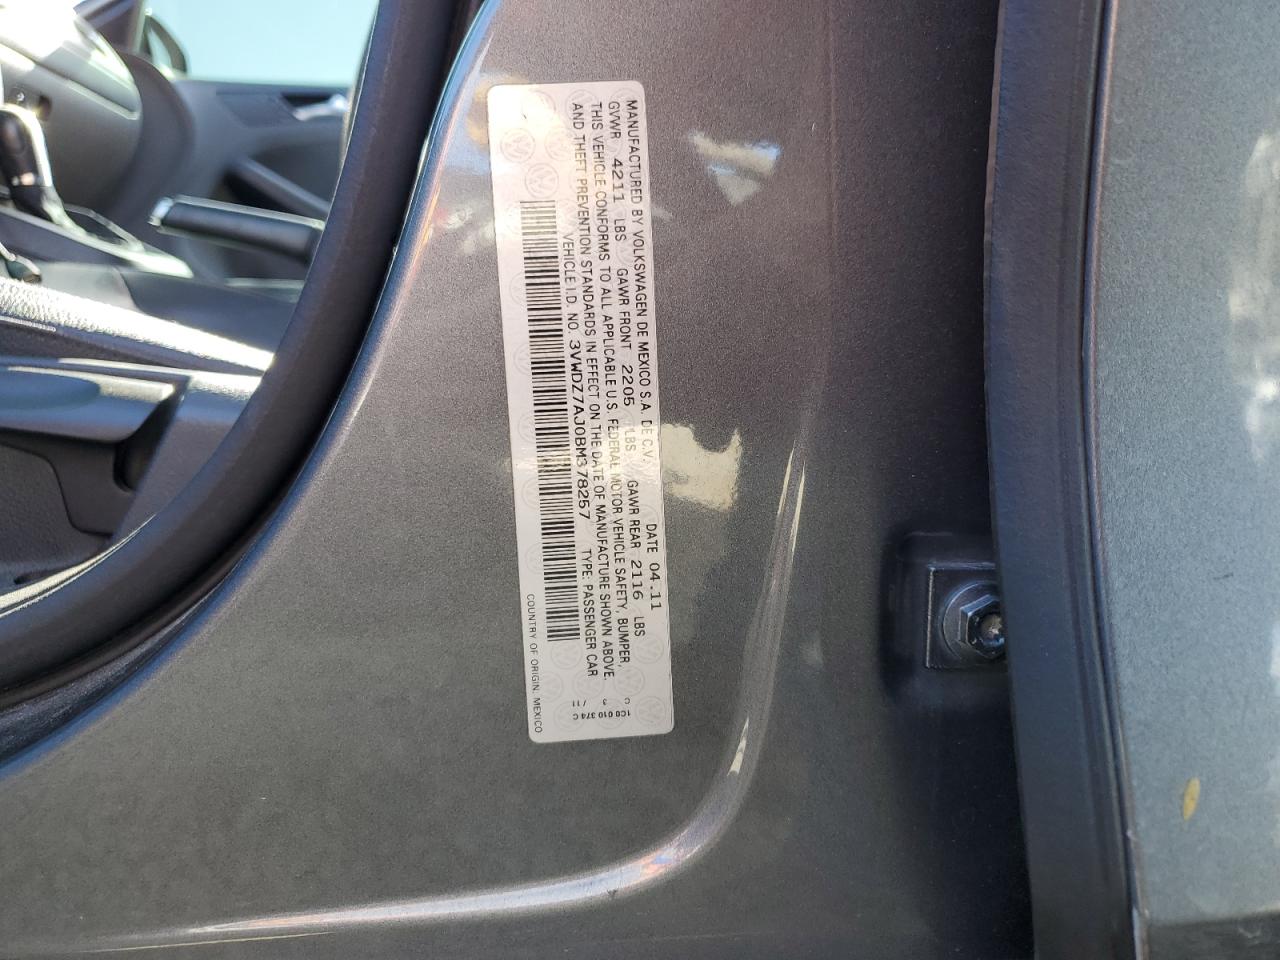 MANUFACTURED BY VOLKSWAGEN DE MEXICO S.A. DE C.V. DATE 04.11
GVWR 4211 LBS GAWR FRONT 2205 LBS GAWR REAR 2116 LBS
THIS VEHICLE CONFORMS TO ALL APPLICABLE U.S. FEDERAL MOTOR VEHICLE SAFETY, BUMPER,
AND THEFT PREVENTION STANDARDS IN EFFECT ON THE DATE OF MANUFACTURE SHOWN ABOVE.
VEHICLE I.D. NO. 3VWDZ7AJ0BM378257 TYPE: PASSENGER CAR
COUNTRY OF ORIGIN: MEXICO
1C0 010 374 C
/11